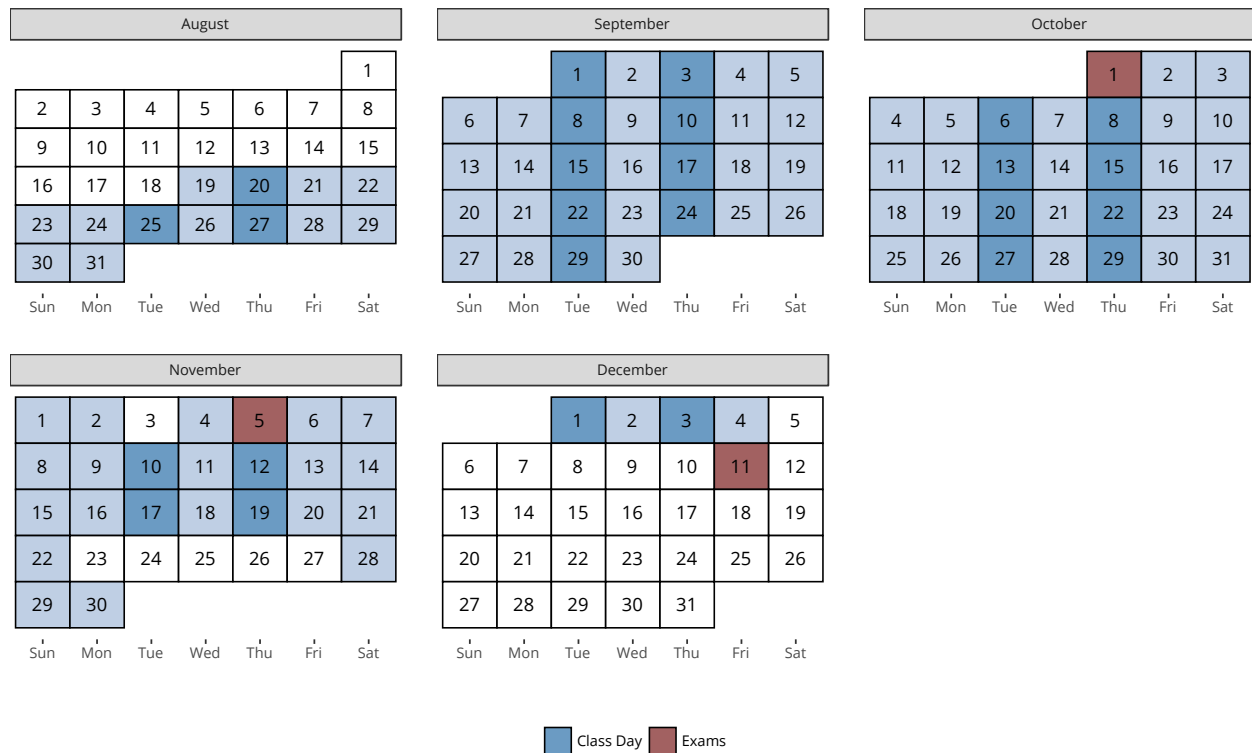 August September October
1 1 2 3 4 5 1 2 3
2 3 4 5 6 7 8 6 7 8 9 10 11 12 4 5 6 7 8 9 10
9 10 11 12 13 14 15 13 14 15 16 17 18 19 11 12 13 14 15 16 17
16 17 18 19 20 21 22 20 21 22 23 24 25 26 18 19 20 21 22 23 24
23 24 25 26 27 28 29 27 28 29 30 25 26 27 28 29 30 31
30 31
Sun Mon Tue Wed Thu Fri Sat Sun Mon Tue Wed Thu Fri Sat Sun Mon Tue Wed Thu Fri Sat
November December
1 2 3 4 5 6 7 1 2 3 4 5
8 9 10 11 12 13 14 6 7 8 9 10 11 12
15 16 17 18 19 20 21 13 14 15 16 17 18 19
22 23 24 25 26 27 28 20 21 22 23 24 25 26
29 30 27 28 29 30 31
Sun Mon Tue Wed Thu Fri Sat Sun Mon Tue Wed Thu Fri Sat
Class Day Exams